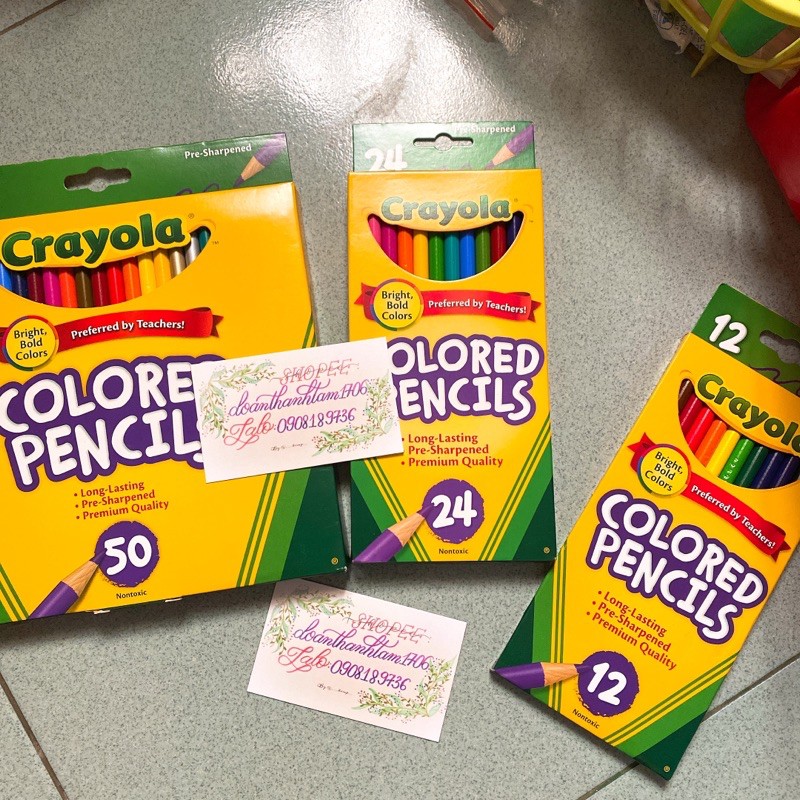 Pre-Sharpened
Crayola
Bright,
Bold
Colors
Preferred by Teachers!
COLORED
PENCILS
• Long-Lasting
• Pre-Sharpened
• Premium Quality
50
Nontoxic
24
Pre-Sharpened
Crayola
Bright,
Bold
Colors
Preferred by Teachers!
COLORED
PENCILS
• Long-Lasting
• Pre-Sharpened
• Premium Quality
24
Nontoxic
12
Crayola
Bright,
Bold
Colors
Preferred by Teachers!
COLORED
PENCILS
• Long-Lasting
• Pre-Sharpened
• Premium Quality
12
Nontoxic
SHOPEE
doanthanhtam1706
Zalo: 0908189736
SHOPEE
doanthanhtam1706
Zalo: 0908189736